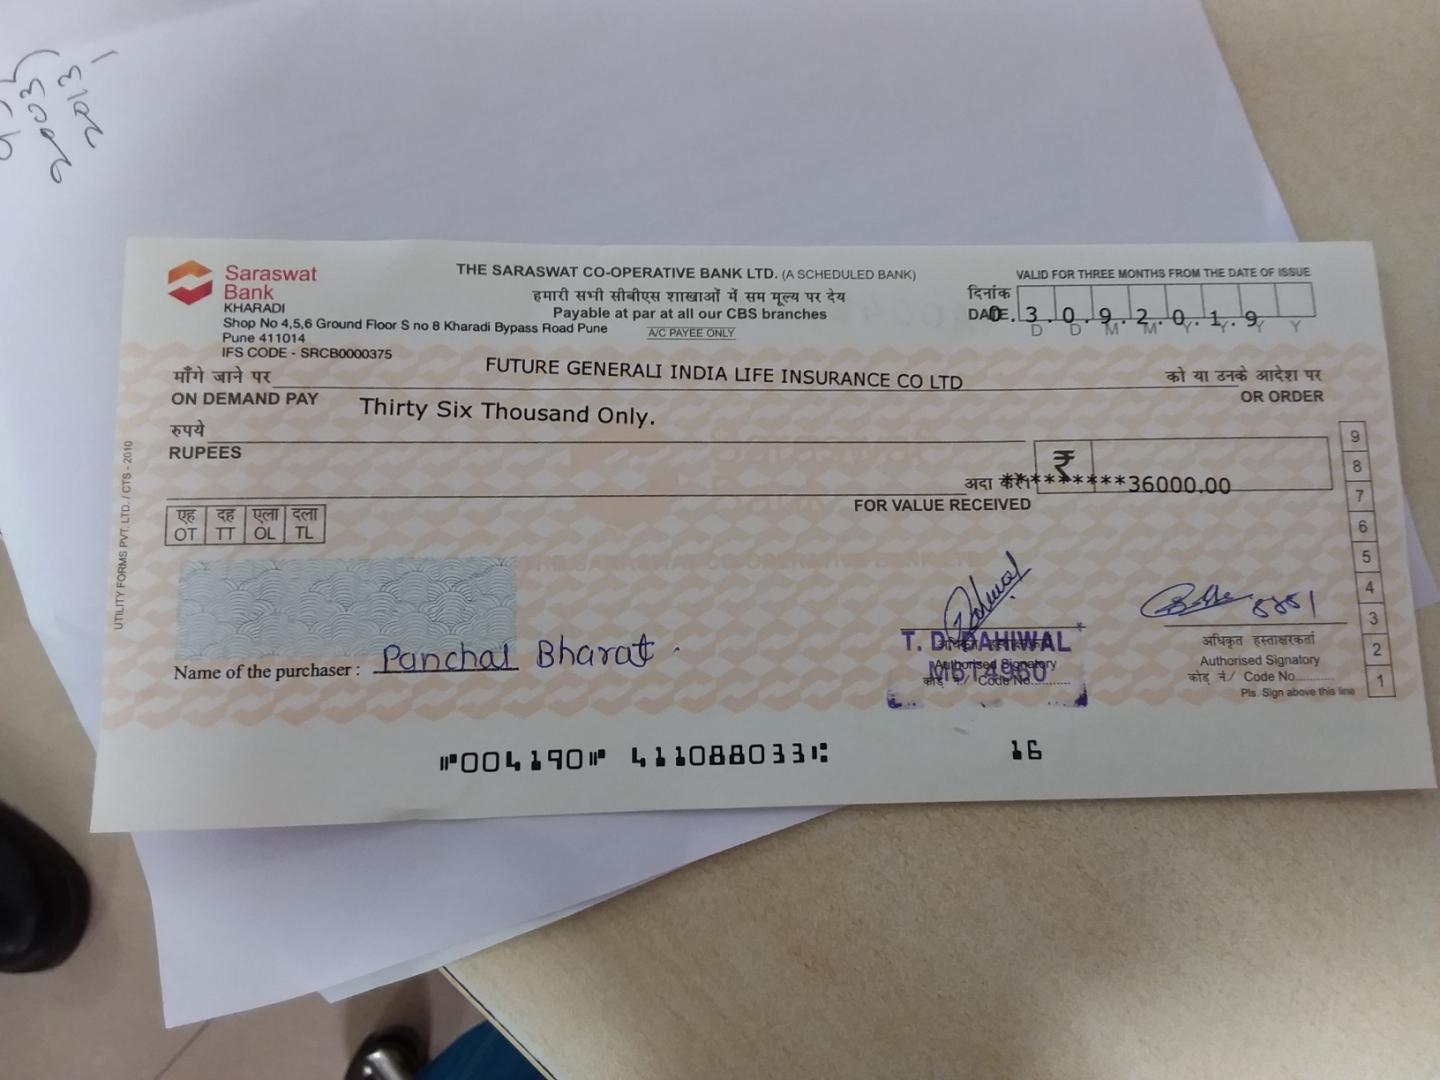 2003
2013 1
Saraswat
Bank
KHARADI
Shop No 4,5,6 Ground Floor S no 8 Kharadi Bypass Road Pune
Pune 411014
IFS CODE - SRCB0000375
THE SARASWAT CO-OPERATIVE BANK LTD. (A SCHEDULED BANK)
हमारी सभी सीबीएस शाखाओं में सम मूल्य पर देय
Payable at par at all our CBS branches
A/C PAYEE ONLY
VALID FOR THREE MONTHS FROM THE DATE OF ISSUE
दिनांक
DATE 0.3.0.9.2.0.1.9
D D M M Y Y Y Y
माँगे जाने पर FUTURE GENERALI INDIA LIFE INSURANCE CO LTD को या उनके आदेश पर
ON DEMAND PAY OR ORDER
Thirty Six Thousand Only.
रुपये
RUPEES
₹
अदा करें। *********36000.00
FOR VALUE RECEIVED
एह दह एला दला
OT TT OL TL
UTILITY FORMS PVT. LTD. / CTS - 2010
9
8
7
6
5
4
3
2
1
Name of the purchaser : Panchal Bharat .
T. D. DAHIWAL
Authorised Signatory
कोड नं./ Code No............
8881
अधिकृत हस्ताक्षरकर्ता
Authorised Signatory
कोड नं./ Code No............
Pls. Sign above this line
⑈004190⑈ 411088033⑆ 16